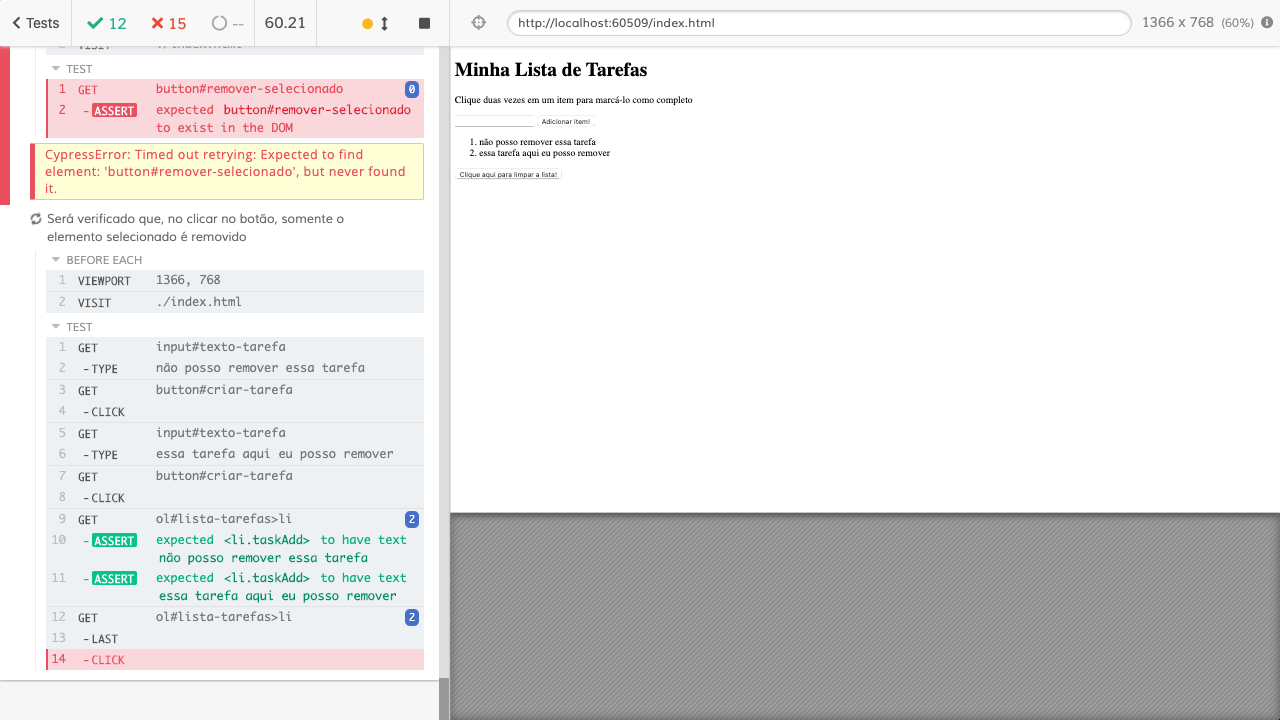 Tests
12
15
--
60.21
http://localhost:60509/index.html
1366 x 768 (60%)
2 VISIT ./index.html
TEST
1 GET button#remover-selecionado 0
2 -ASSERT expected button#remover-selecionado
to exist in the DOM
CypressError: Timed out retrying: Expected to find
element: 'button#remover-selecionado', but never found
it.
Será verificado que, no clicar no botão, somente o
elemento selecionado é removido
BEFORE EACH
1 VIEWPORT 1366, 768
2 VISIT ./index.html
TEST
1 GET input#texto-tarefa
2 -TYPE não posso remover essa tarefa
3 GET button#criar-tarefa
4 -CLICK
5 GET input#texto-tarefa
6 -TYPE essa tarefa aqui eu posso remover
7 GET button#criar-tarefa
8 -CLICK
9 GET ol#lista-tarefas>li 2
10 -ASSERT expected <li.taskAdd> to have text
não posso remover essa tarefa
11 -ASSERT expected <li.taskAdd> to have text
essa tarefa aqui eu posso remover
12 GET ol#lista-tarefas>li 2
13 -LAST
14 -CLICK
Minha Lista de Tarefas
Clique duas vezes em um item para marcá-lo como completo
Adicionar item!
1. não posso remover essa tarefa
2. essa tarefa aqui eu posso remover
Clique aqui para limpar a lista!